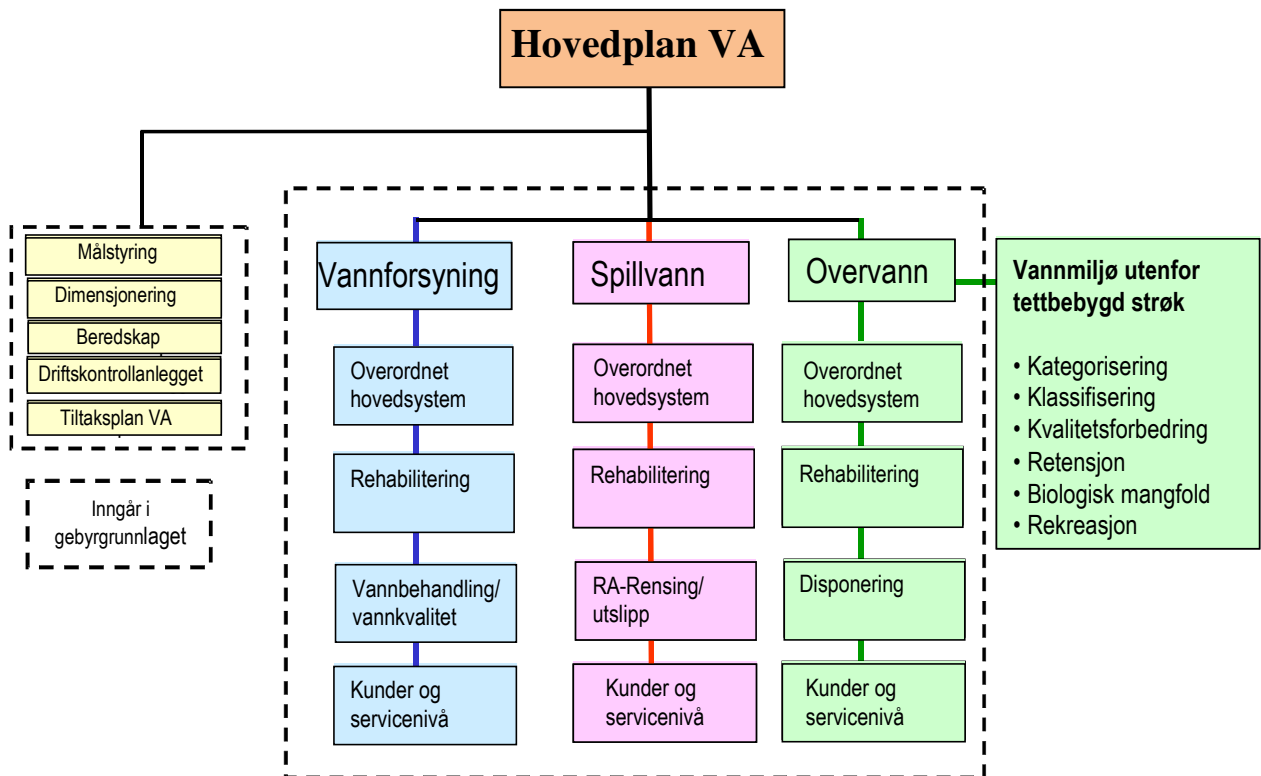 Hovedplan VA
Målstyring
Dimensjonering
Beredskap
Driftskontrollanlegget
Tiltaksplan VA
Inngår i
gebyrgrunnlaget
Vannforsyning
Overordnet
hovedsystem
Rehabilitering
Vannbehandling/
vannkvalitet
Kunder og
servicenivå
Spillvann
Overordnet
hovedsystem
Rehabilitering
RA-Rensing/
utslipp
Kunder og
servicenivå
Overvann
Overordnet
hovedsystem
Rehabilitering
Disponering
Kunder og
servicenivå
Vannmiljø utenfor
tettbebygd strøk
• Kategorisering
• Klassifisering
• Kvalitetsforbedring
• Retensjon
• Biologisk mangfold
• Rekreasjon